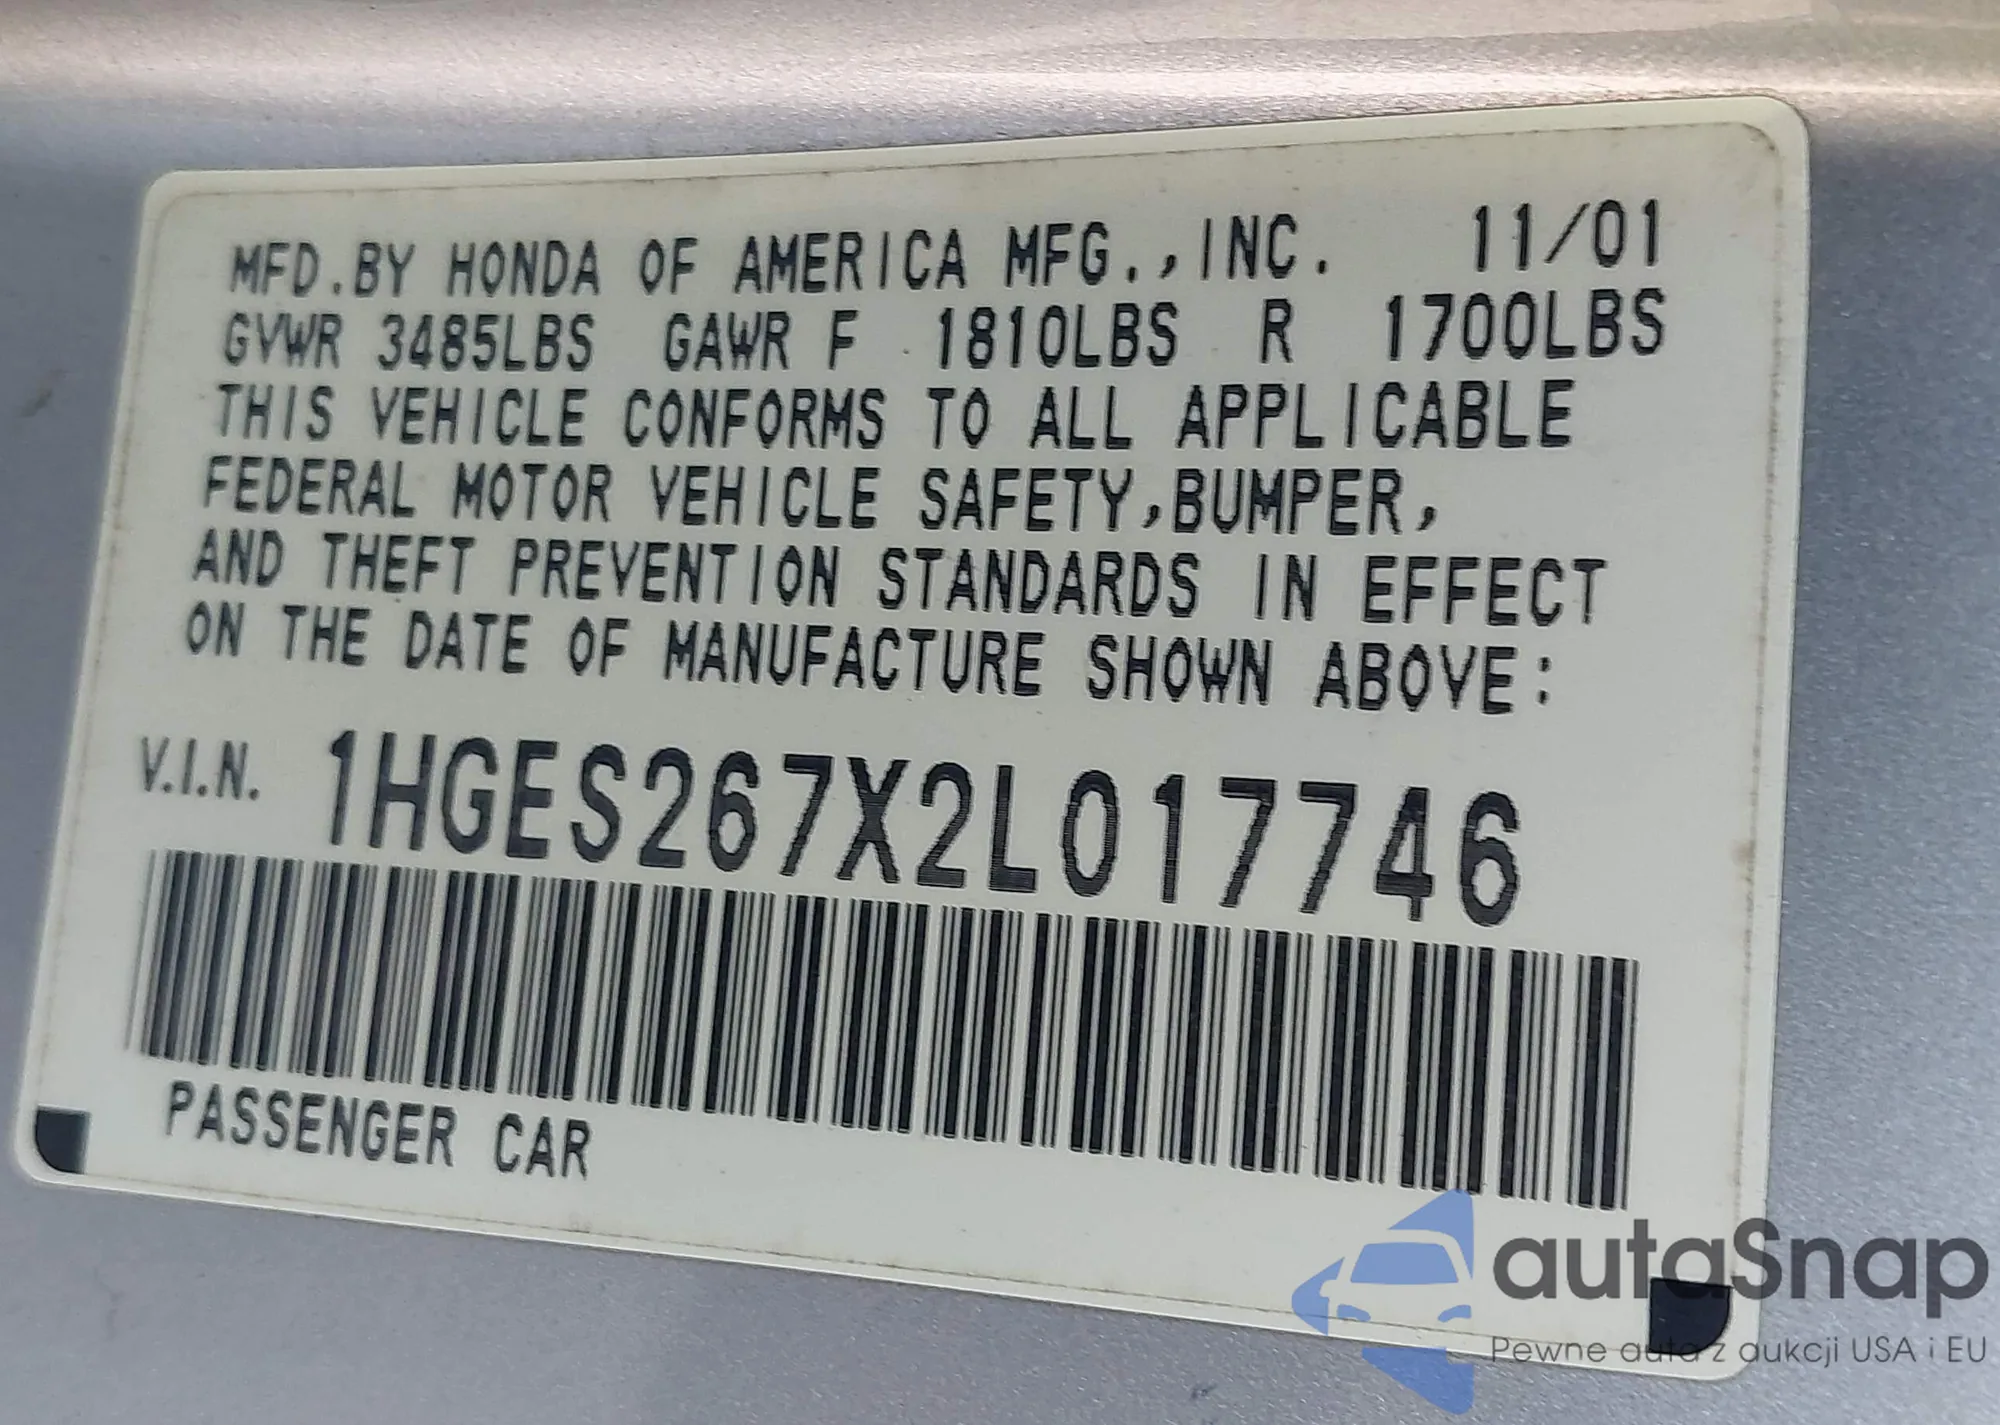 MFD.BY HONDA OF AMERICA MFG.,INC. 11/01
GVWR 3485LBS GAWR F 1810LBS R 1700LBS
THIS VEHICLE CONFORMS TO ALL APPLICABLE
FEDERAL MOTOR VEHICLE SAFETY,BUMPER,
AND THEFT PREVENTION STANDARDS IN EFFECT
ON THE DATE OF MANUFACTURE SHOWN ABOVE:
V.I.N. 1HGES267X2L017746
PASSENGER CAR
autaSnap
Pewne auta z aukcji USA i EU